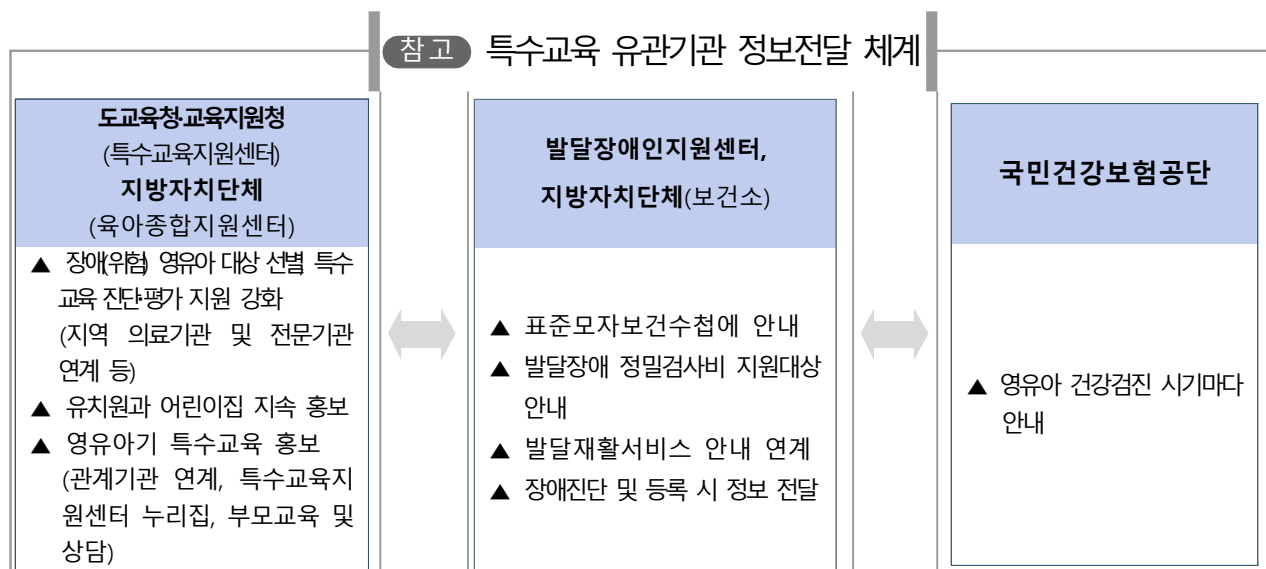 참고 특수교육 유관기관 정보전달 체계
도교육청·교육지원청
(특수교육지원센터)
지방자치단체
(육아종합지원센터)
▲ 장애(위험) 영유아 대상 선별, 특수
교육 진단·평가 지원 강화
(지역 의료기관 및 전문기관
연계 등)
▲ 유치원과 어린이집 지속 홍보
▲ 영유아기 특수교육 홍보
(관계기관 연계, 특수교육지
원센터 누리집, 부모교육 및
상담)
발달장애인지원센터,
지방자치단체(보건소)
▲ 표준모자보건수첩에 안내
▲ 발달장애 정밀검사비 지원대상
안내
▲ 발달재활서비스 안내 연계
▲ 장애진단 및 등록 시 정보 전달
국민건강보험공단
▲ 영유아 건강검진 시기마다
안내